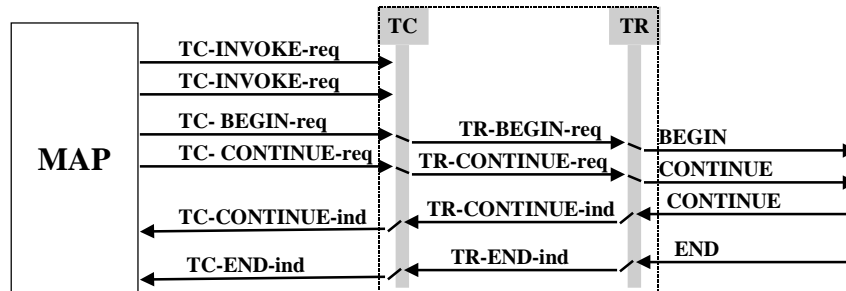 TC TR
TC-INVOKE-req
TC-INVOKE-req
TC- BEGIN-req TR-BEGIN-req BEGIN
MAP
TC- CONTINUE-req TR-CONTINUE-req CONTINUE
TC-CONTINUE-ind TR-CONTINUE-ind CONTINUE
TC-END-ind TR-END-ind END